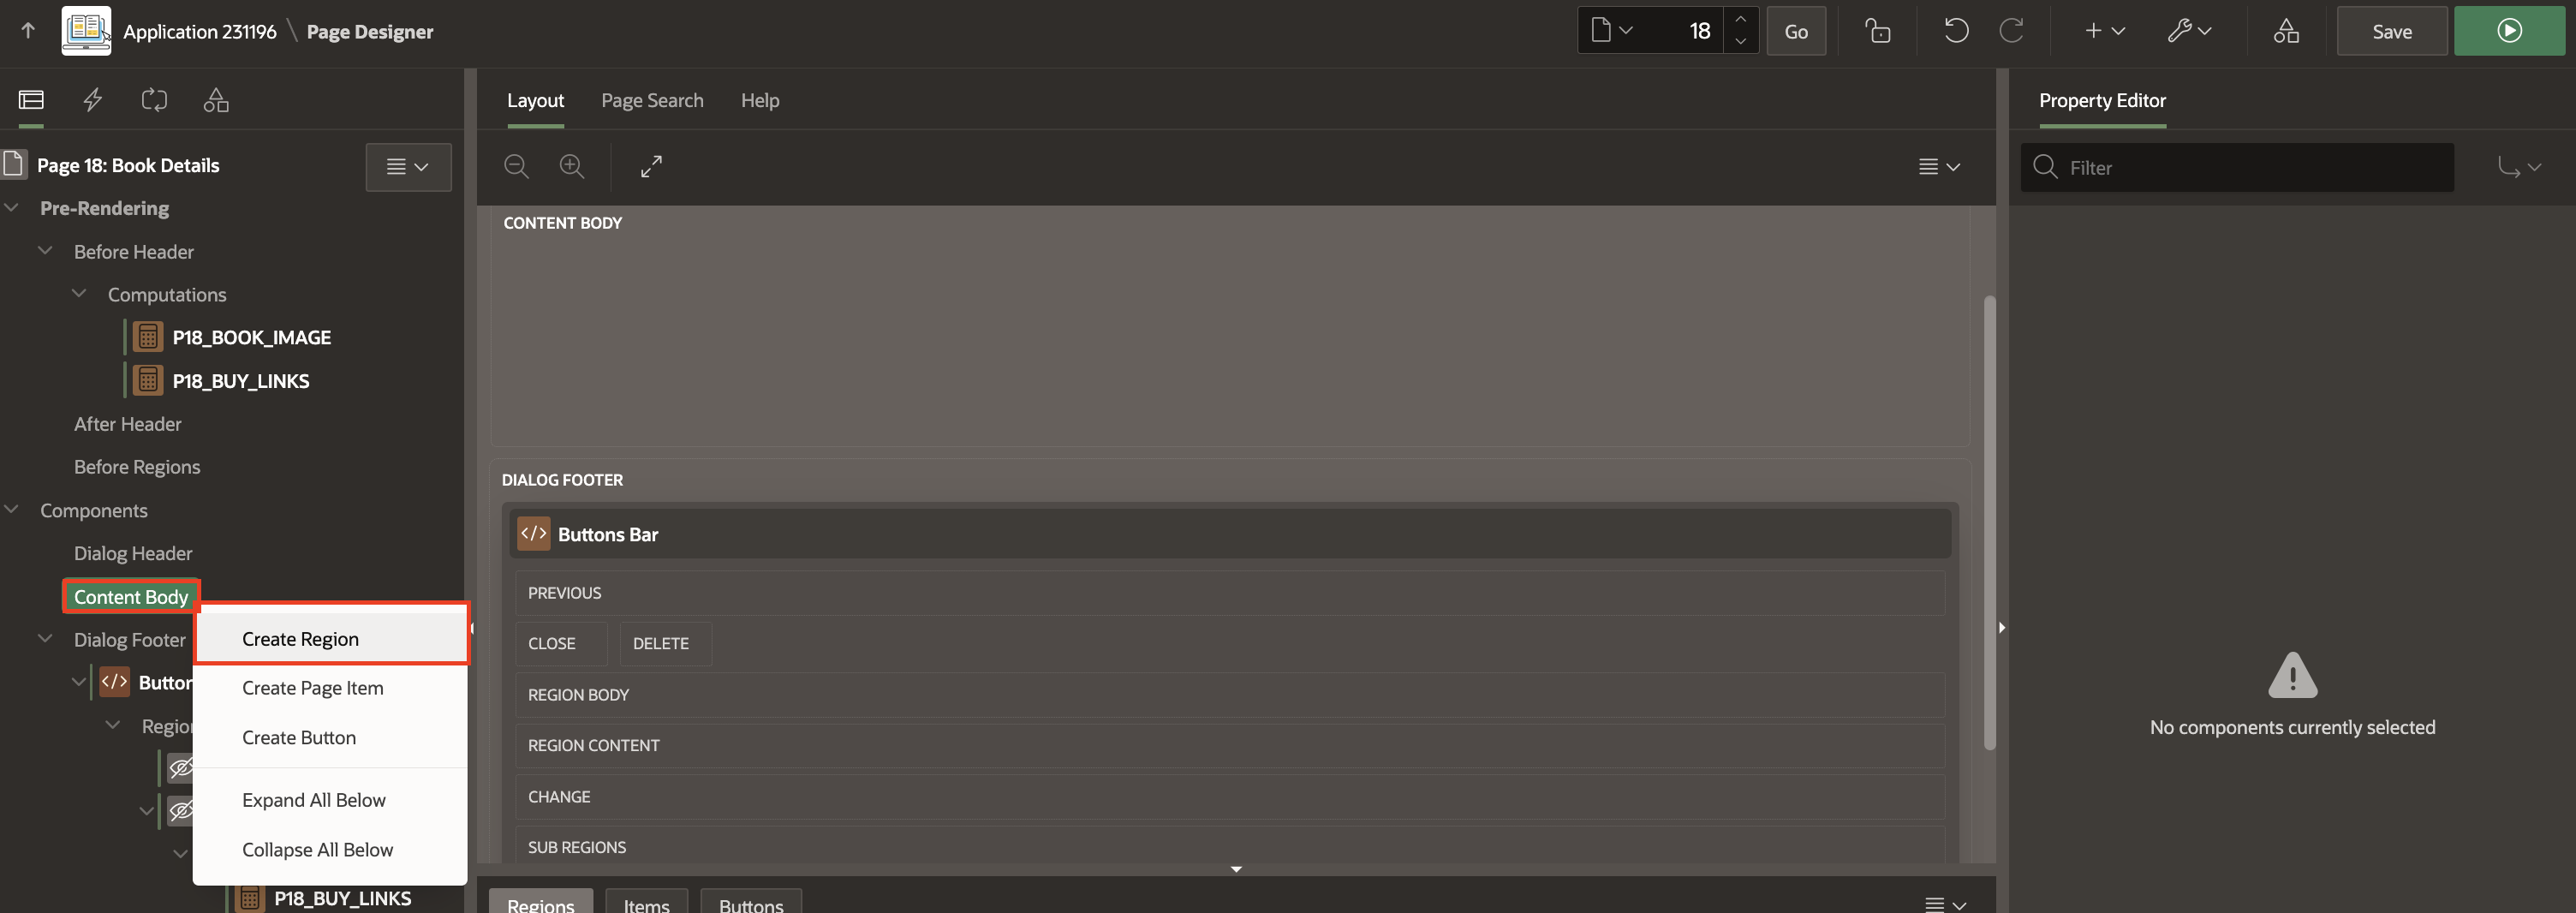 Application 231196 \ Page Designer
18
Go
Save
Layout
Page Search
Help
Property Editor
Page 18: Book Details
Filter
Pre-Rendering
Before Header
Computations
P18_BOOK_IMAGE
P18_BUY_LINKS
After Header
Before Regions
Components
Dialog Header
Content Body
Dialog Footer
Button
Region
P18_BUY_LINKS
Create Region
Create Page Item
Create Button
Expand All Below
Collapse All Below
CONTENT BODY
DIALOG FOOTER
</> Buttons Bar
PREVIOUS
CLOSE
DELETE
REGION BODY
REGION CONTENT
CHANGE
SUB REGIONS
Regions
Items
Buttons
No components currently selected